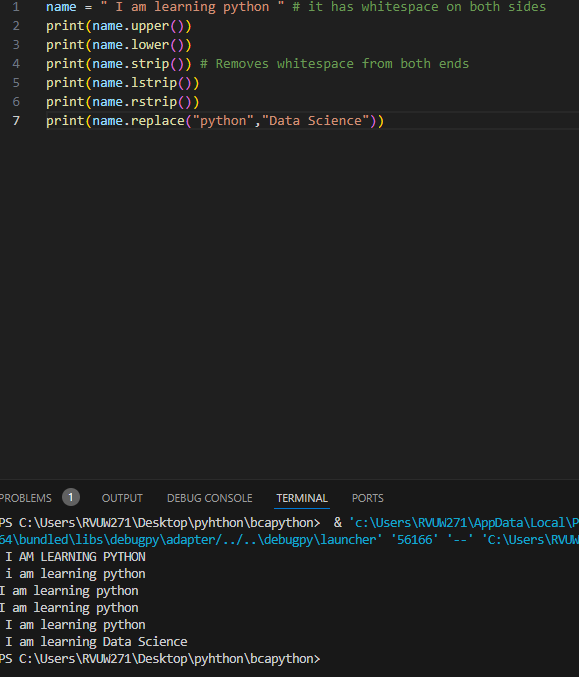 1 name = " I am learning python " # it has whitespace on both sides
2 print(name.upper())
3 print(name.lower())
4 print(name.strip()) # Removes whitespace from both ends
5 print(name.lstrip())
6 print(name.rstrip())
7 print(name.replace("python","Data Science"))
PROBLEMS 1 OUTPUT DEBUG CONSOLE TERMINAL PORTS
PS C:\Users\RVUW271\Desktop\pyhthon\bcapython> & 'c:\Users\RVUW271\AppData\Local\P
64\bundled\libs\debugpy\adapter/../..\debugpy\launcher' '56166' '--' 'C:\Users\RVUW
 I AM LEARNING PYTHON
 i am learning python
I am learning python
I am learning python
 I am learning python
 I am learning Data Science
PS C:\Users\RVUW271\Desktop\pyhthon\bcapython>